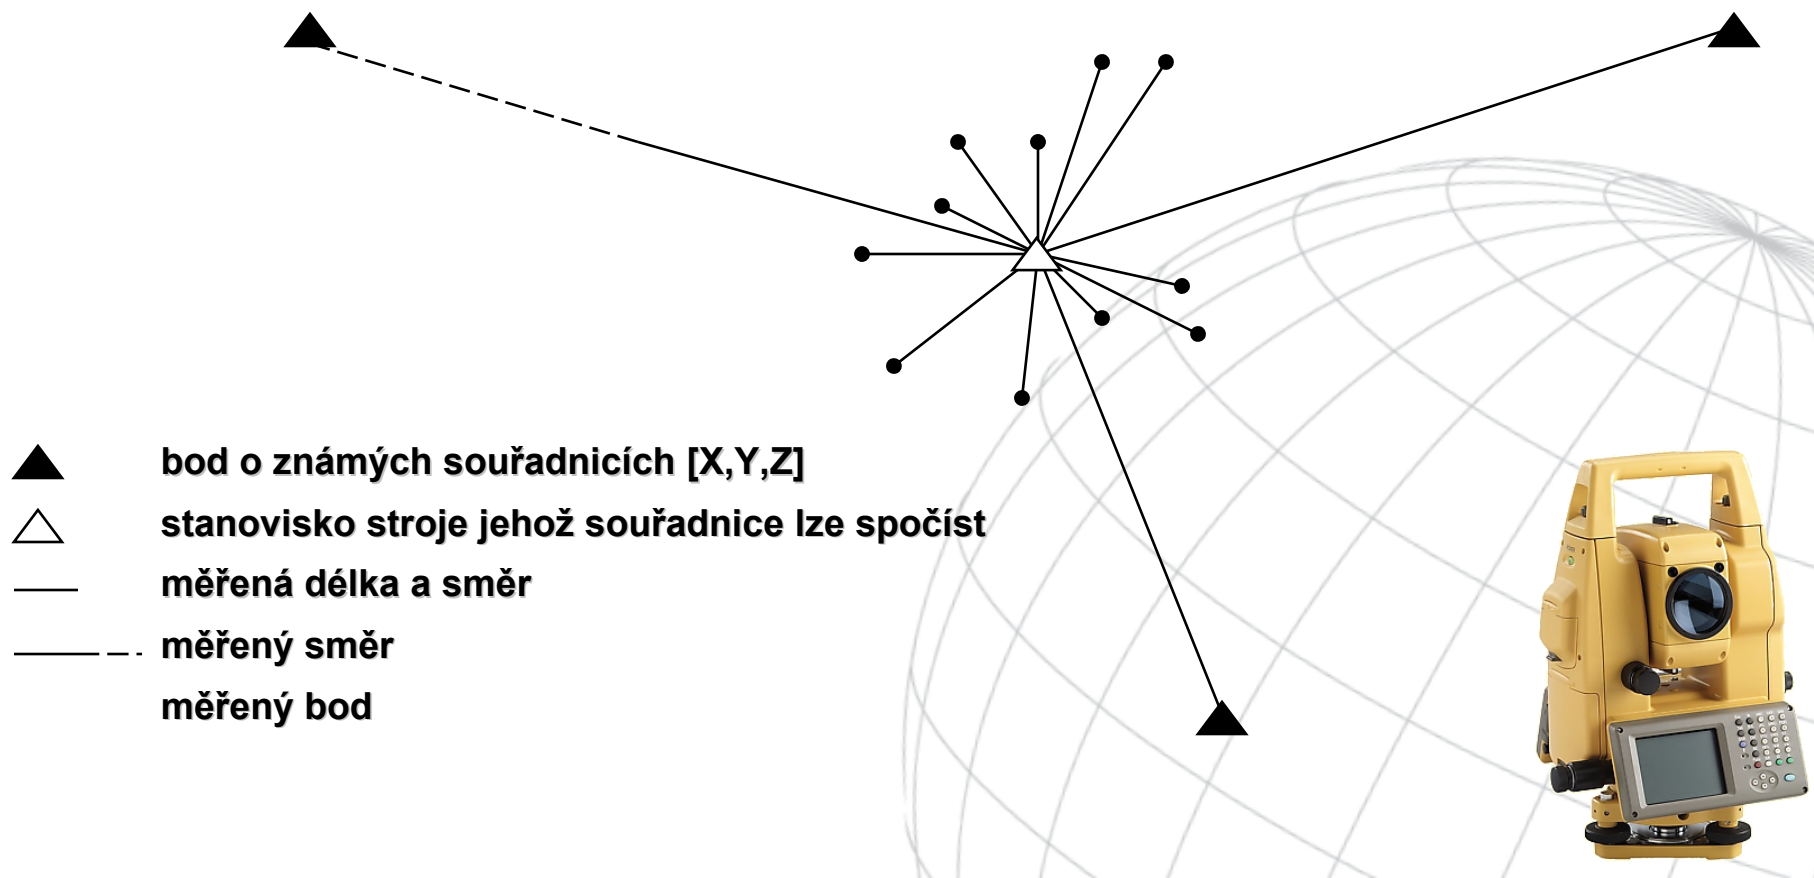 bod o známých souřadnicích [X,Y,Z]
stanovisko stroje jehož souřadnice lze spočíst
měřená délka a směr
měřený směr
měřený bod